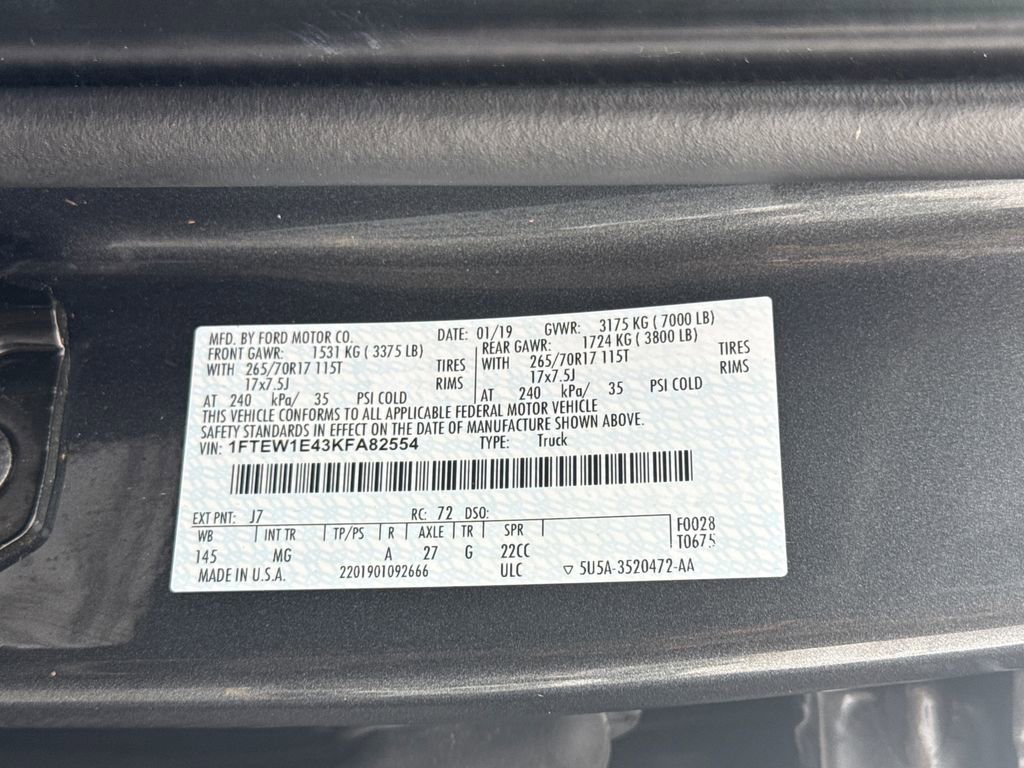 MFD. BY FORD MOTOR CO. DATE: 01/19 GVWR: 3175 KG ( 7000 LB)
FRONT GAWR: 1531 KG ( 3375 LB) REAR GAWR: 1724 KG ( 3800 LB)
WITH 265/70R17 115T TIRES WITH 265/70R17 115T TIRES
17x7.5J RIMS 17x7.5J RIMS
AT 240 kPa/ 35 PSI COLD AT 240 kPa/ 35 PSI COLD
THIS VEHICLE CONFORMS TO ALL APPLICABLE FEDERAL MOTOR VEHICLE
SAFETY STANDARDS IN EFFECT ON THE DATE OF MANUFACTURE SHOWN ABOVE.
VIN: 1FTEW1E43KFA82554 TYPE: Truck
EXT PNT: J7 RC: 72 DSO: F0028
WB INT TR TP/PS R AXLE TR SPR T0675
145 MG A 27 G 22CC
MADE IN U.S.A. 2201901092666 ULC ▽ 5U5A-3520472-AA